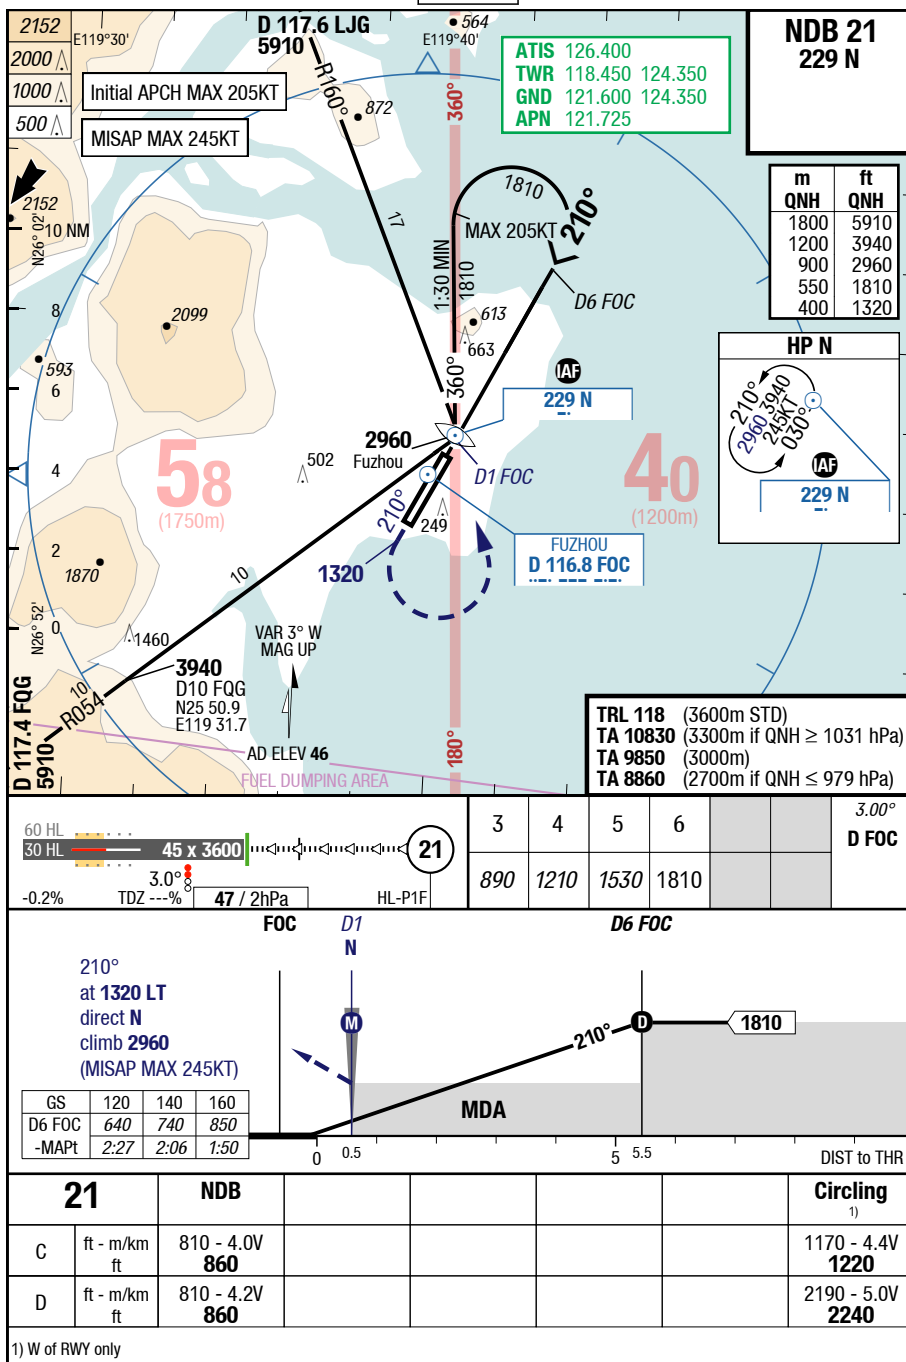 2152
2000
1000
500
E119°30'
D 117.6 LJG
5910
564
E119°40'
Initial APCH MAX 205KT
MISAP MAX 245KT
R160°
872
360°
ATIS 126.400
TWR 118.450 124.350
GND 121.600 124.350
APN 121.725
NDB 21
229 N
m ft
QNH QNH
1800 5910
1200 3940
900 2960
550 1810
400 1320
2152
10 NM
N26° 02'
17
1810
MAX 205KT
210°
1:30 MIN
1810
D6 FOC
8
2099
613
663
593
6
360°
IAF
229 N
HP N
210°
2960 3940
245KT
030°
IAF
229 N
2960
Fuzhou
D1 FOC
58
(1750m)
502
40
(1200m)
4
210°
249
FUZHOU
D 116.8 FOC
1320
2
1870
10
N26° 52'
0
1460
VAR 3° W
MAG UP
3940
D10 FQG
N25 50.9
E119 31.7
10
R054
D 117.4 FQG
5910
AD ELEV 46
FUEL DUMPING AREA
180°
TRL 118 (3600m STD)
TA 10830 (3300m if QNH ≥ 1031 hPa)
TA 9850 (3000m)
TA 8860 (2700m if QNH ≤ 979 hPa)
60 HL
30 HL
45 x 3600
21
3.0°
-0.2%
TDZ ---%
47 / 2hPa
HL-P1F
3 4 5 6
3.00°
D FOC
890 1210 1530 1810
FOC
D1
N
D6 FOC
210°
at 1320 LT
direct N
climb 2960
(MISAP MAX 245KT)
M
210°
D
1810
MDA
GS 120 140 160
D6 FOC 640 740 850
-MAPt 2:27 2:06 1:50
0 0.5 5 5.5 DIST to THR
21 NDB Circling
1)
C ft - m/km 810 - 4.0V 1170 - 4.4V
ft 860 1220
D ft - m/km 810 - 4.2V 2190 - 5.0V
ft 860 2240
1) W of RWY only